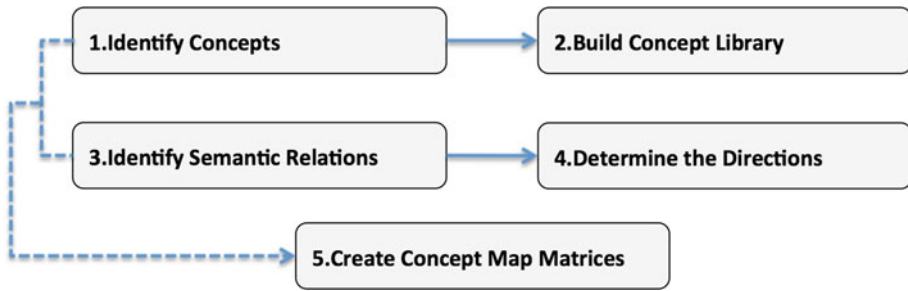 1.Identify Concepts
2.Build Concept Library
3.Identify Semantic Relations
4.Determine the Directions
5.Create Concept Map Matrices